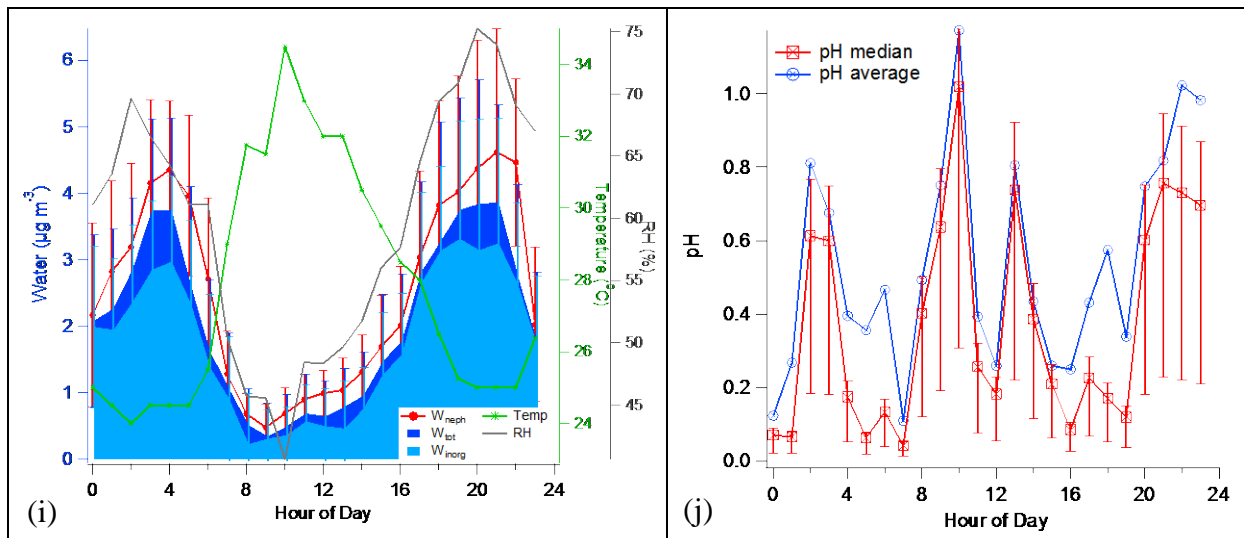 6
5
4
3
2
1
0
Water (µg m-3)
34
32
30
28
26
24
Temperature (°C)
75
70
65
60
55
50
45
RH (%)
Wneph
Wtot
Winorg
Temp
RH
0 4 8 12 16 20 24
Hour of Day
(i)
pH median
pH average
1.0
0.8
0.6
0.4
0.2
0.0
pH
0 4 8 12 16 20 24
Hour of Day
(j)